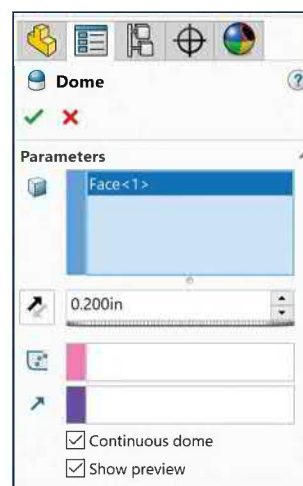 Dome
?
Parameters
Face<1>
0.200in
Continuous dome
Show preview